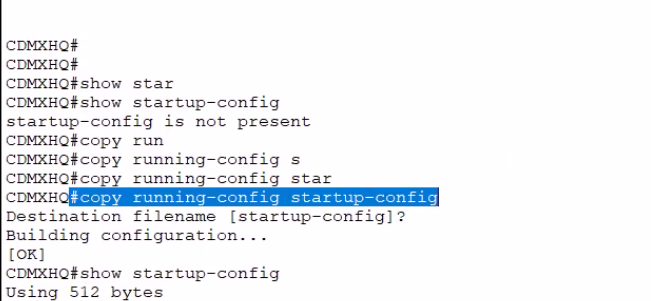 CDMXHQ#
CDMXHQ#
CDMXHQ#show star
CDMXHQ#show startup-config
startup-config is not present
CDMXHQ#copy run
CDMXHQ#copy running-config s
CDMXHQ#copy running-config star
CDMXHQ#copy running-config startup-config
Destination filename [startup-config]?
Building configuration...
[OK]
CDMXHQ#show startup-config
Using 512 bytes